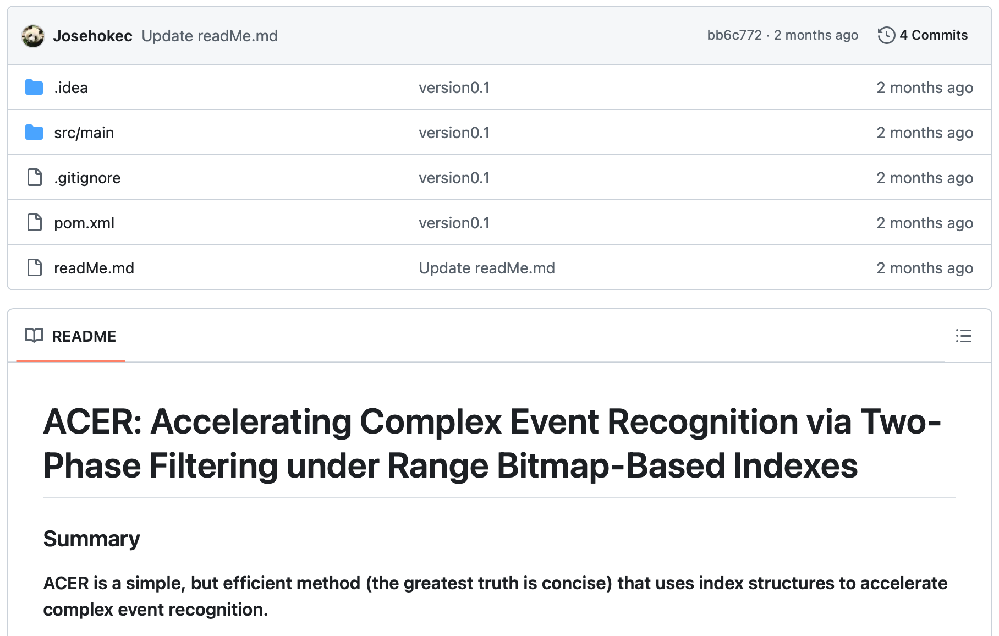 Josehokec Update readMe.md bb6c772 · 2 months ago 4 Commits
.idea version0.1 2 months ago
src/main version0.1 2 months ago
.gitignore version0.1 2 months ago
pom.xml version0.1 2 months ago
readMe.md Update readMe.md 2 months ago
README
ACER: Accelerating Complex Event Recognition via Two-
Phase Filtering under Range Bitmap-Based Indexes
Summary
ACER is a simple, but efficient method (the greatest truth is concise) that uses index structures to accelerate
complex event recognition.